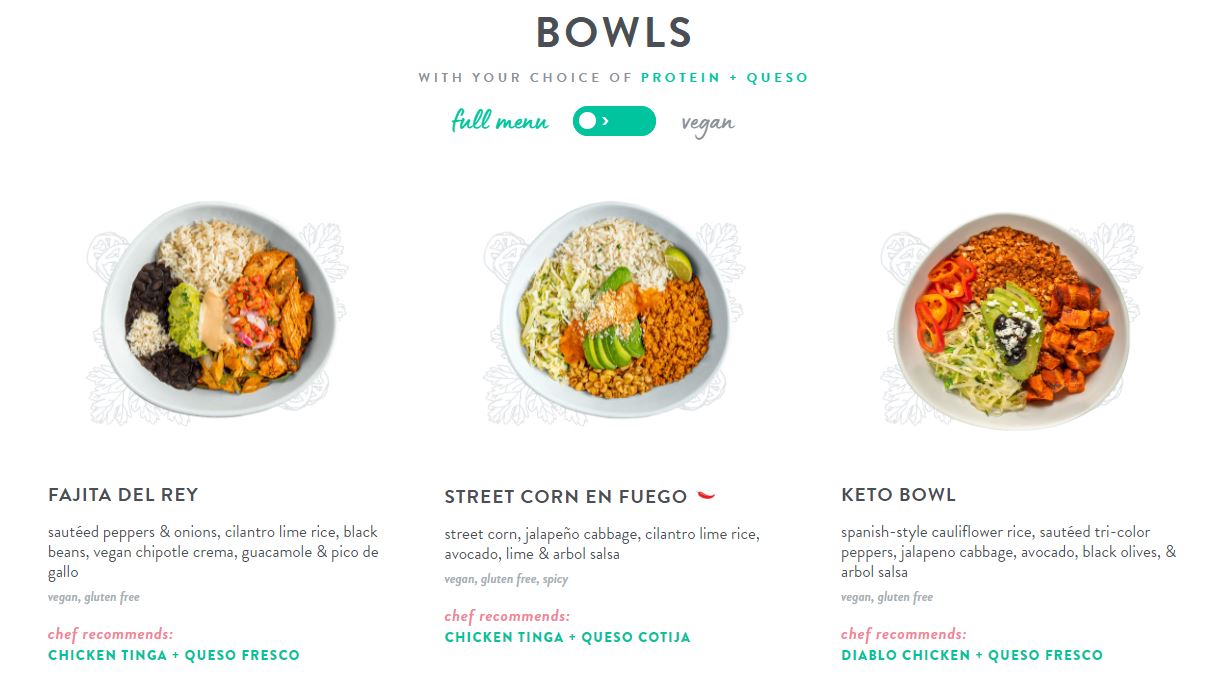 BOWLS
WITH YOUR CHOICE OF PROTEIN + QUESO
full menu
vegan
FAJITA DEL REY
sautéed peppers & onions, cilantro lime rice, black
beans, vegan chipotle crema, guacamole & pico de
gallo
vegan, gluten free
chef recommends:
CHICKEN TINGA + QUESO FRESCO
STREET CORN EN FUEGO
street corn, jalapeño cabbage, cilantro lime rice,
avocado, lime & arbol salsa
vegan, gluten free, spicy
chef recommends:
CHICKEN TINGA + QUESO COTIJA
KETO BOWL
spanish-style cauliflower rice, sautéed tri-color
peppers, jalapeno cabbage, avocado, black olives, &
arbol salsa
vegan, gluten free
chef recommends:
DIABLO CHICKEN + QUESO FRESCO